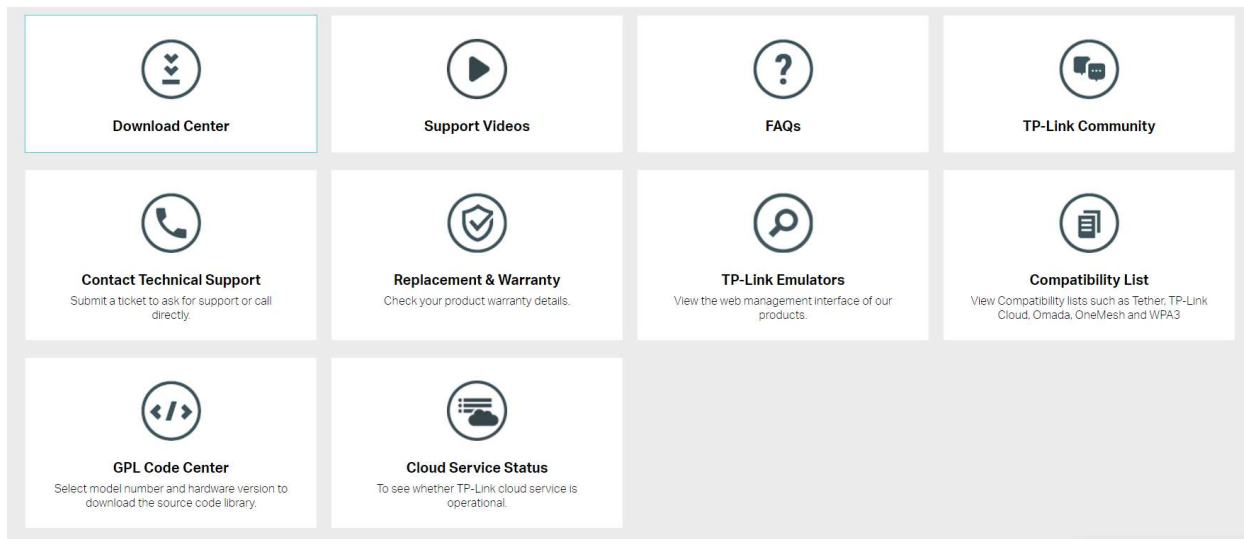 Download Center
Support Videos
FAQs
TP-Link Community
Contact Technical Support
Submit a ticket to ask for support or call
directly.
Replacement & Warranty
Check your product warranty details.
TP-Link Emulators
View the web management interface of our
products.
Compatibility List
View Compatibility lists such as Tether, TP-Link
Cloud, Omada, OneMesh and WPA3
GPL Code Center
Select model number and hardware version to
download the source code library.
Cloud Service Status
To see whether TP-Link cloud service is
operational.